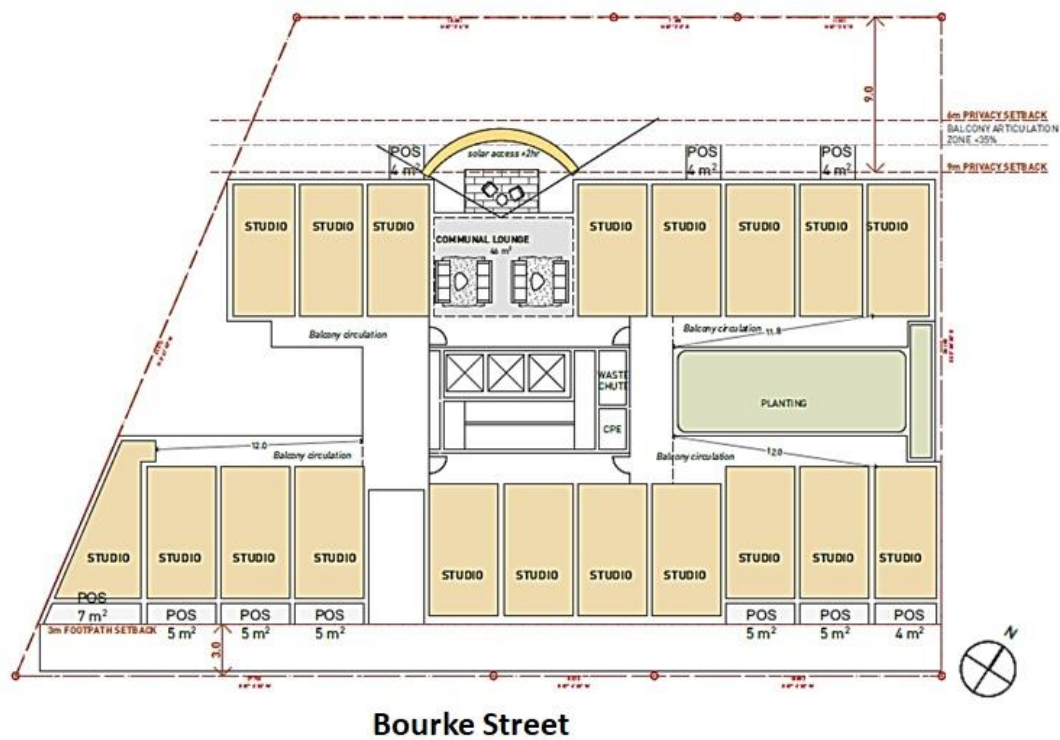 9.0
6m PRIVACY SETBACK
BALCONY ARTICULATION
ZONE <35%
9m PRIVACY SETBACK
solar access +2hr
POS
4 m²
POS
4 m²
POS
4 m²
STUDIO STUDIO STUDIO
COMMUNAL LOUNGE
46 m²
STUDIO STUDIO STUDIO STUDIO STUDIO
Balcony circulation
Balcony circulation
11.8
WASTE
CHUTE
CPE
PLANTING
12.0
Balcony circulation
Balcony circulation
12.0
STUDIO STUDIO STUDIO STUDIO
STUDIO STUDIO STUDIO STUDIO STUDIO STUDIO STUDIO
POS POS POS POS
7 m² 5 m² 5 m² 5 m²
POS POS POS
5 m² 5 m² 4 m²
3m FOOTPATH SETBACK
3.0
N
Bourke Street